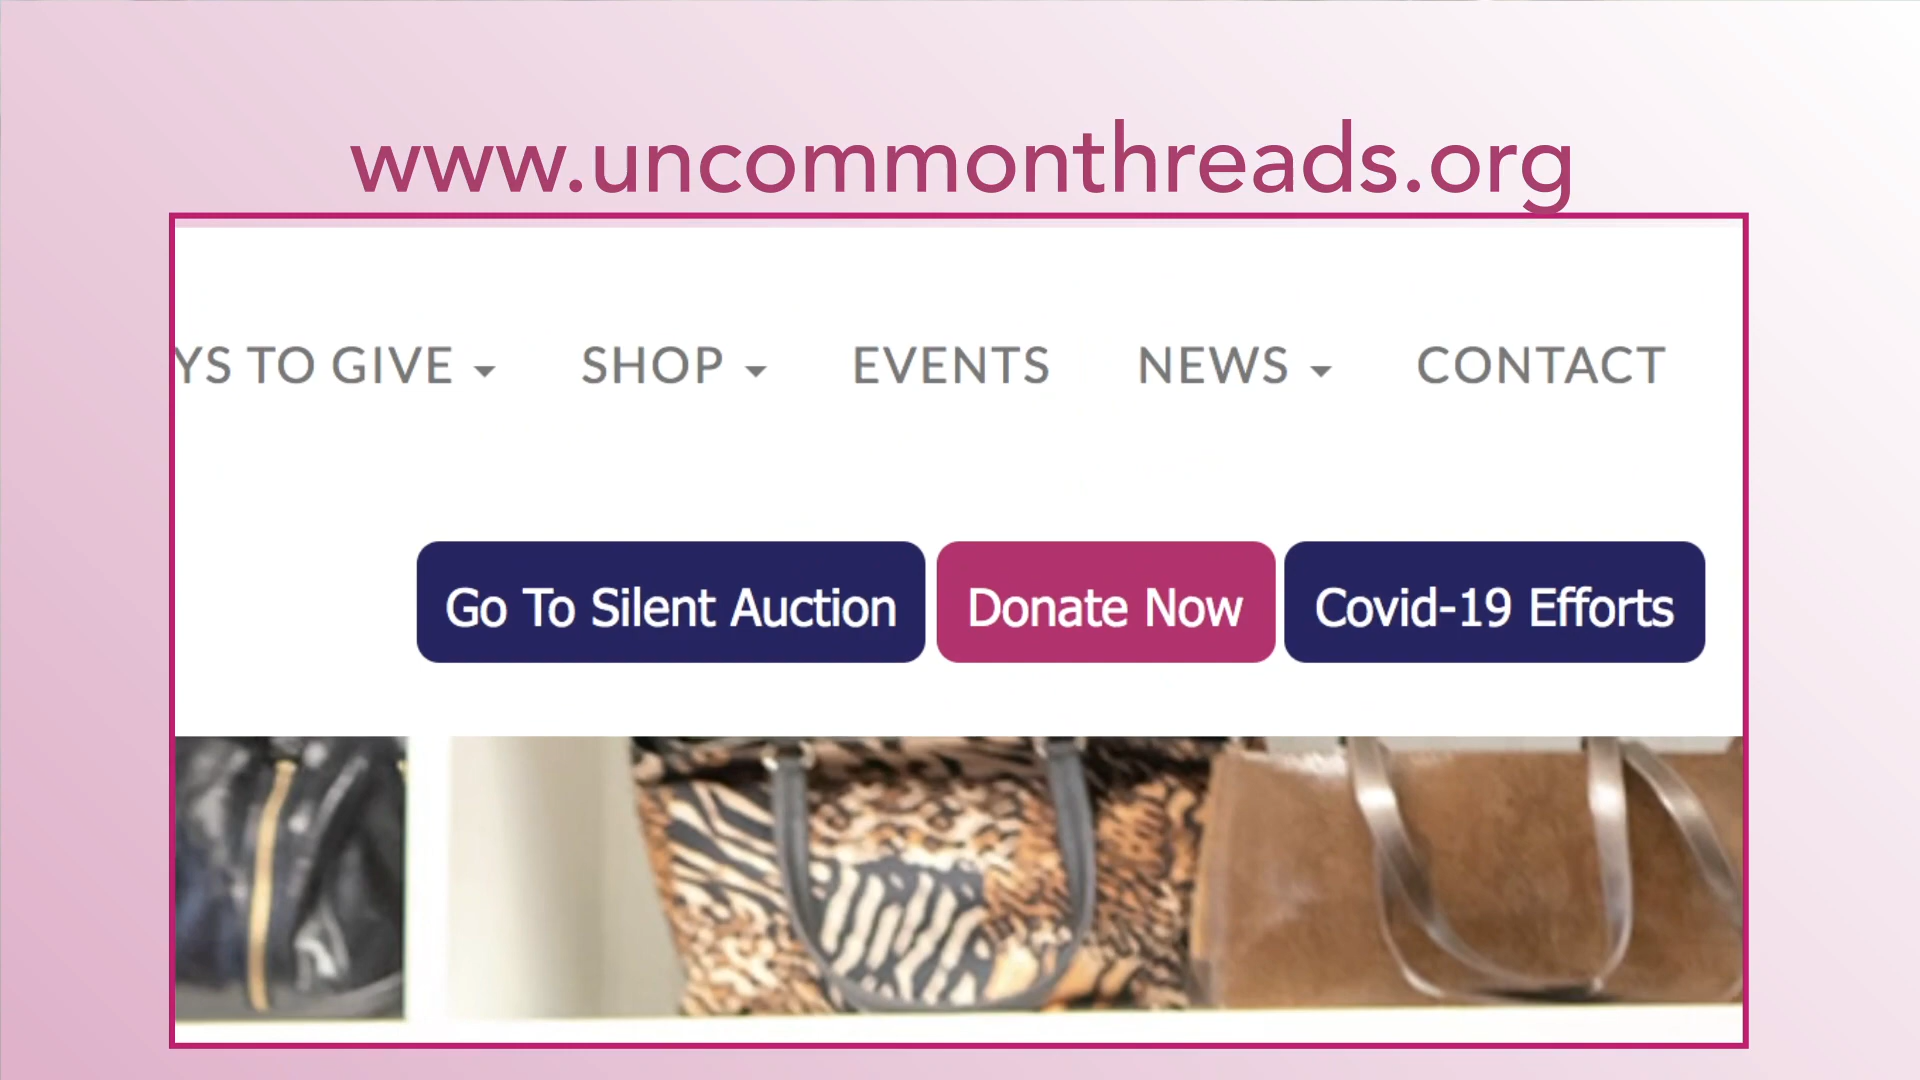 www.uncommonthreads.org
YS TO GIVE SHOP EVENTS NEWS CONTACT
Go To Silent Auction Donate Now Covid-19 Efforts